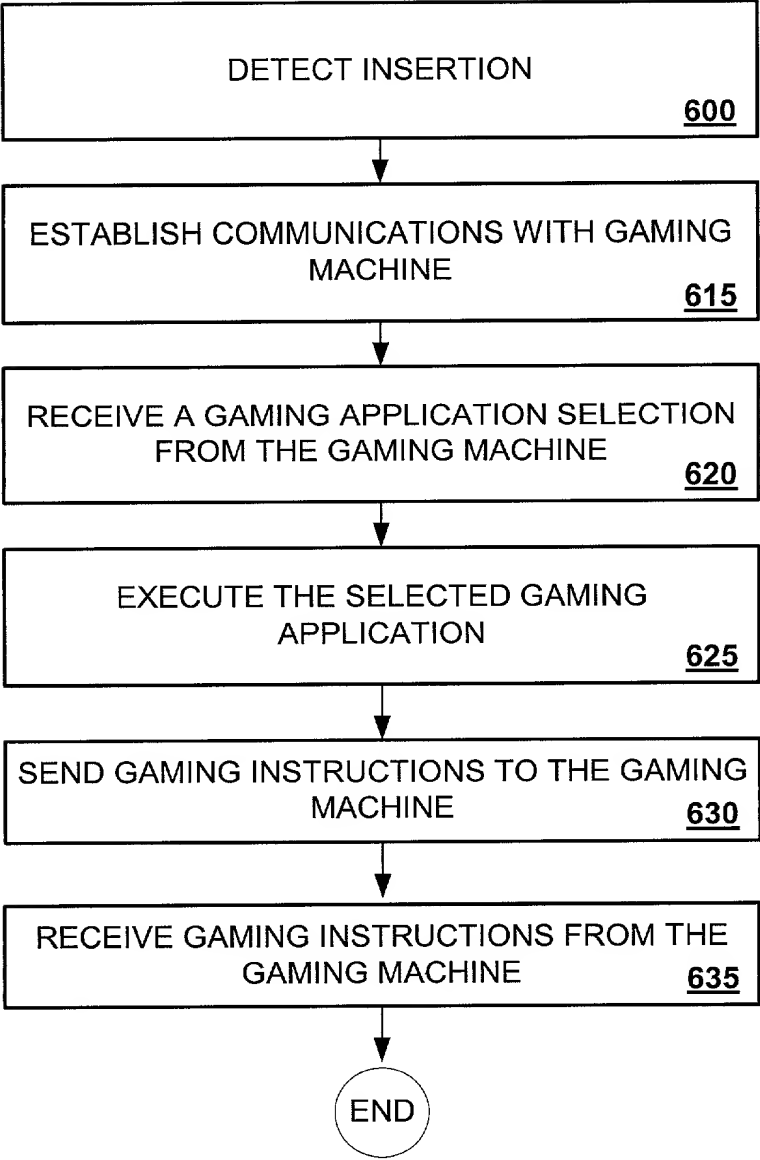 DETECT INSERTION
600
ESTABLISH COMMUNICATIONS WITH GAMING
MACHINE
615
RECEIVE A GAMING APPLICATION SELECTION
FROM THE GAMING MACHINE
620
EXECUTE THE SELECTED GAMING
APPLICATION
625
SEND GAMING INSTRUCTIONS TO THE GAMING
MACHINE
630
RECEIVE GAMING INSTRUCTIONS FROM THE
GAMING MACHINE
635
END